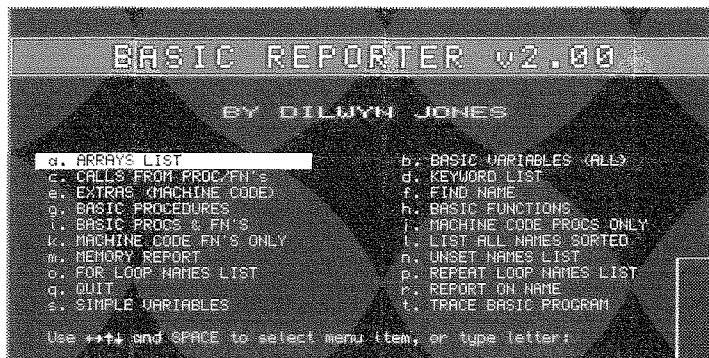 BASIC REPORTER v2.00
BY DILWYN JONES
a. ARRAYS LIST b. BASIC VARIABLES (ALL)
c. CALLS FROM PROC/FN's d. KEYWORD LIST
e. EXTRAS (MACHINE CODE) f. FIND NAME
g. BASIC PROCEDURES h. BASIC FUNCTIONS
i. BASIC PROCS & FN'S j. MACHINE CODE PROCS ONLY
k. MACHINE CODE FN'S ONLY l. LIST ALL NAMES SORTED
m. MEMORY REPORT n. UNSET NAMES LIST
o. FOR LOOP NAMES LIST p. REPEAT LOOP NAMES LIST
q. QUIT r. REPORT ON NAME
s. SIMPLE VARIABLES t. TRACE BASIC PROGRAM
Use ↔↑↓ and SPACE to select menu item, or type letter: